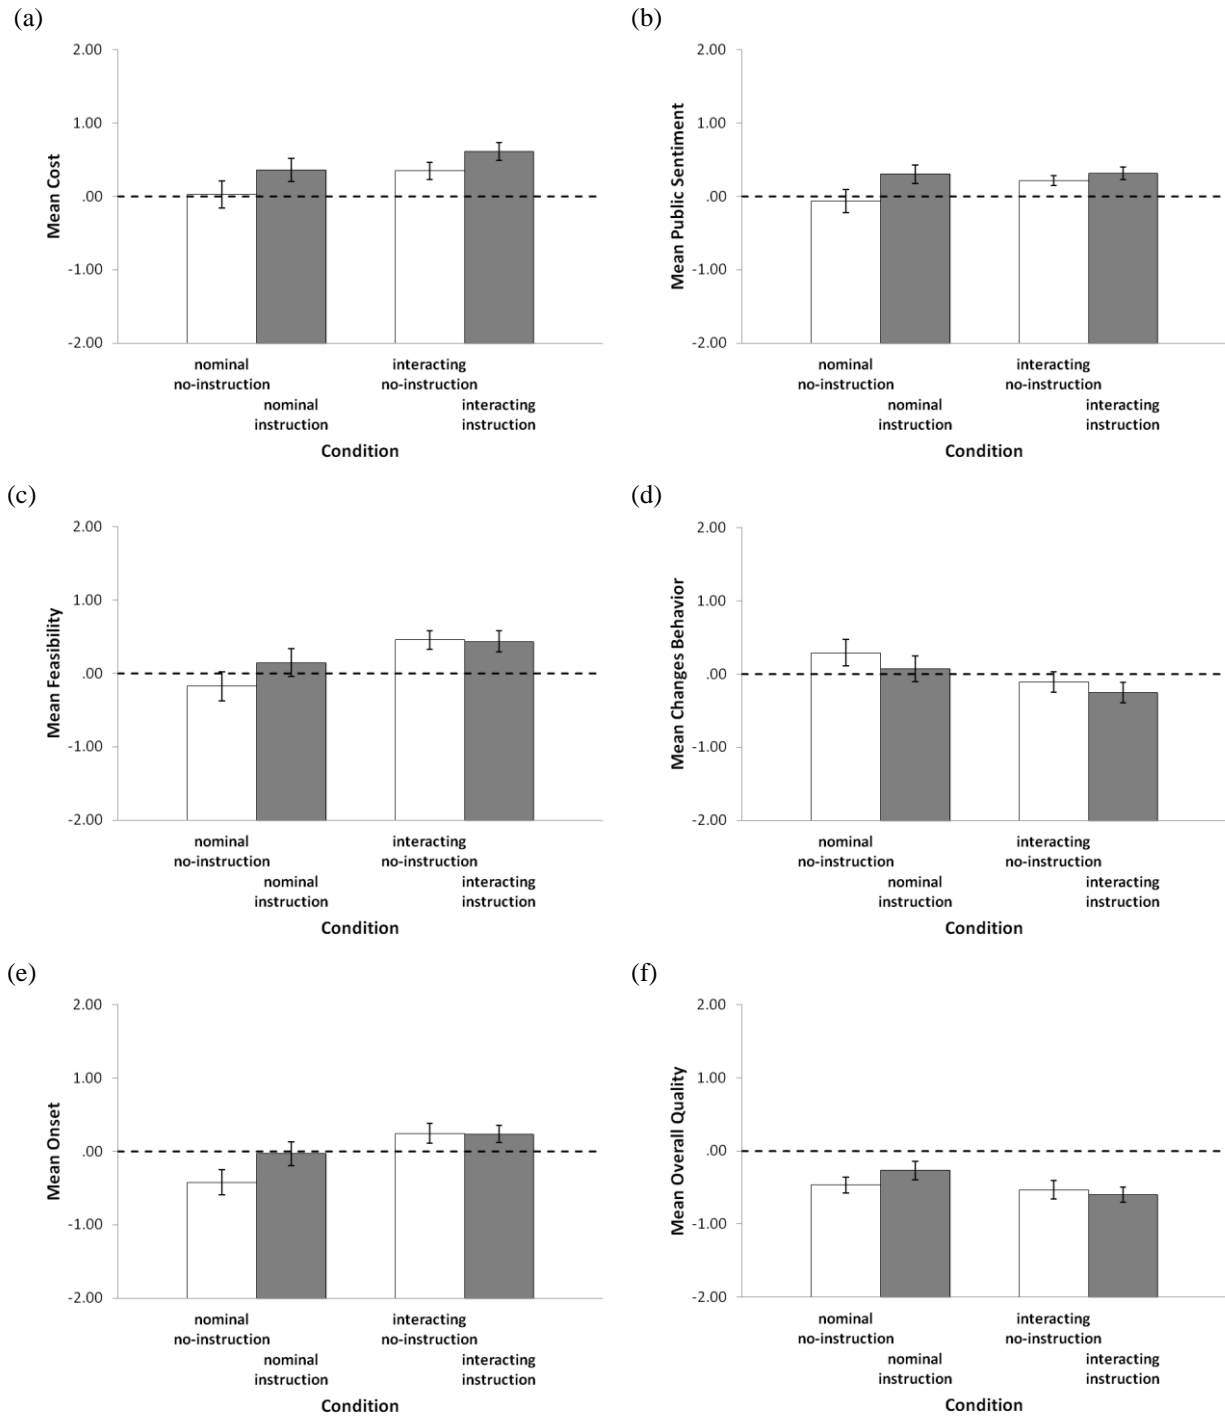 (a)
2.00
1.00
.00
-1.00
-2.00
Mean Cost
nominal
no-instruction
nominal
instruction
interacting
no-instruction
interacting
instruction
Condition
(b)
2.00
1.00
.00
-1.00
-2.00
Mean Public Sentiment
nominal
no-instruction
nominal
instruction
interacting
no-instruction
interacting
instruction
Condition
(c)
2.00
1.00
.00
-1.00
-2.00
Mean Feasibility
nominal
no-instruction
nominal
instruction
interacting
no-instruction
interacting
instruction
Condition
(d)
2.00
1.00
.00
-1.00
-2.00
Mean Changes Behavior
nominal
no-instruction
nominal
instruction
interacting
no-instruction
interacting
instruction
Condition
(e)
2.00
1.00
.00
-1.00
-2.00
Mean Onset
nominal
no-instruction
nominal
instruction
interacting
no-instruction
interacting
instruction
Condition
(f)
2.00
1.00
.00
-1.00
-2.00
Mean Overall Quality
nominal
no-instruction
nominal
instruction
interacting
no-instruction
interacting
instruction
Condition